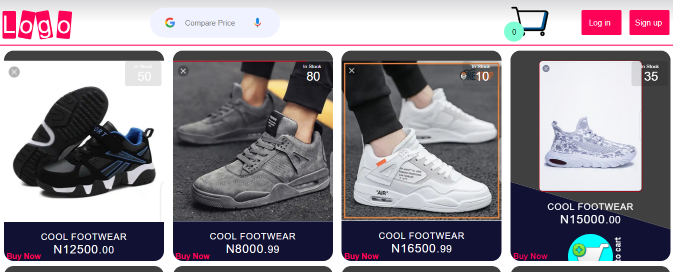 Logo
Compare Price
0
Log in
Sign up
In Stock
50
In Stock
80
In Stock
10
In Stock
35
"AIR"
COOL FOOTWEAR
N12500.00
Buy Now
COOL FOOTWEAR
N8000.99
Buy Now
COOL FOOTWEAR
N16500.99
Buy Now
COOL FOOTWEAR
N15000.00
Buy Now
to cart